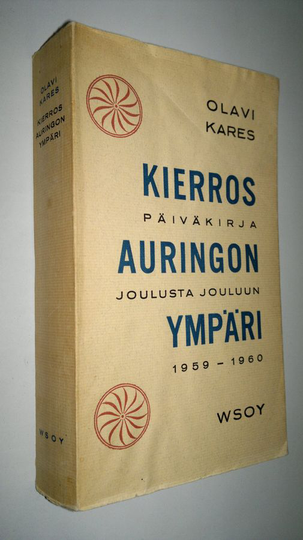 OLAVI
KARES
KIERROS
AURINGON
YMPÄRI
WSOY
OLAVI
KARES
KIERROS
PÄIVÄKIRJA
AURINGON
JOULUSTA JOULUUN
YMPÄRI
1959 – 1960
WSOY